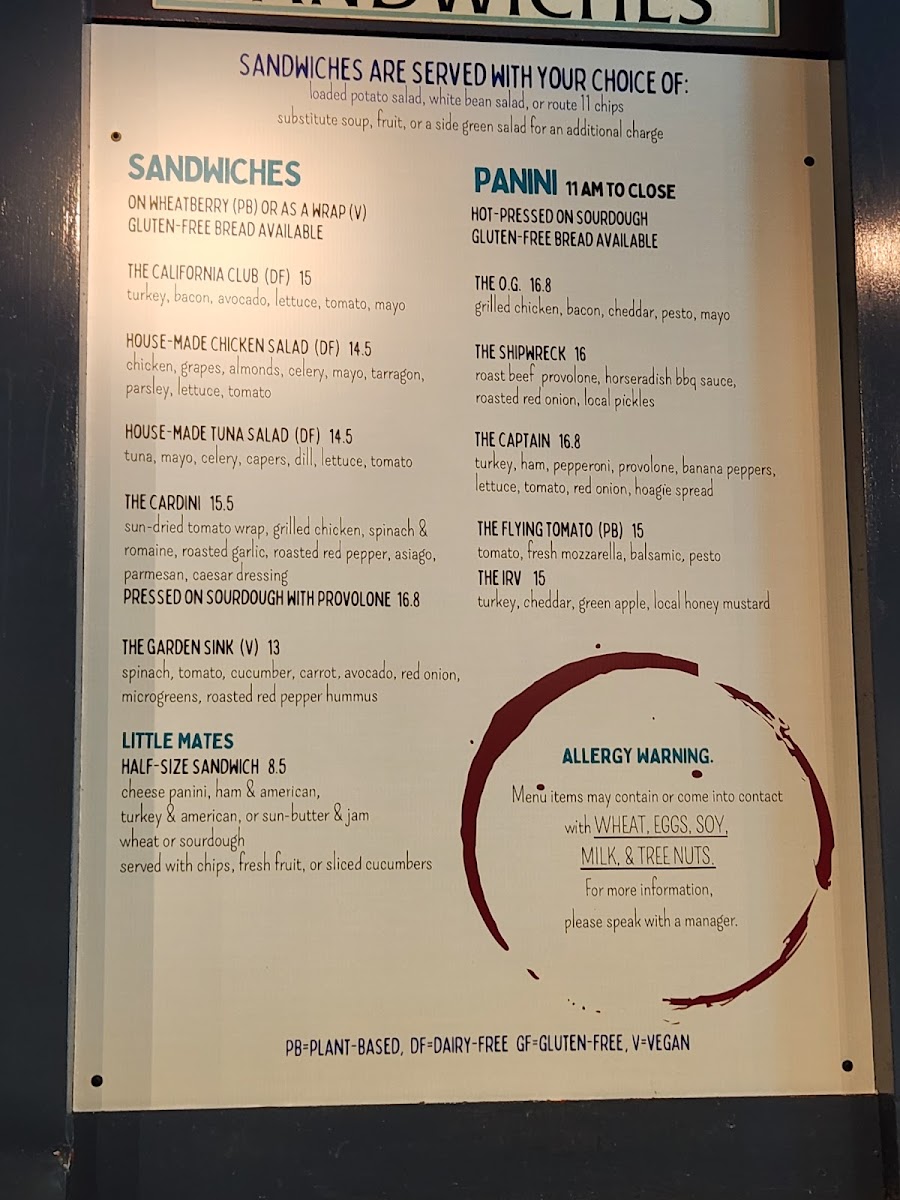 SANDWICHES
SANDWICHES ARE SERVED WITH YOUR CHOICE OF:
loaded potato salad, white bean salad, or route 11 chips
substitute soup, fruit, or a side green salad for an additional charge
SANDWICHES
ON WHEATBERRY (PB) OR AS A WRAP (V)
GLUTEN-FREE BREAD AVAILABLE
THE CALIFORNIA CLUB (DF) 15
turkey, bacon, avocado, lettuce, tomato, mayo
HOUSE-MADE CHICKEN SALAD (DF) 14.5
chicken, grapes, almonds, celery, mayo, tarragon,
parsley, lettuce, tomato
HOUSE-MADE TUNA SALAD (DF) 14.5
tuna, mayo, celery, capers, dill, lettuce, tomato
THE CARDINI 15.5
sun-dried tomato wrap, grilled chicken, spinach &
romaine, roasted garlic, roasted red pepper, asiago,
parmesan, caesar dressing
PRESSED ON SOURDOUGH WITH PROVOLONE 16.8
THE GARDEN SINK (V) 13
spinach, tomato, cucumber, carrot, avocado, red onion,
microgreens, roasted red pepper hummus
LITTLE MATES
HALF-SIZE SANDWICH 8.5
cheese panini, ham & american,
turkey & american, or sun-butter & jam
wheat or sourdough
served with chips, fresh fruit, or sliced cucumbers
PANINI 11 AM TO CLOSE
HOT-PRESSED ON SOURDOUGH
GLUTEN-FREE BREAD AVAILABLE
THE O.G. 16.8
grilled chicken, bacon, cheddar, pesto, mayo
THE SHIPWRECK 16
roast beef provolone, horseradish bbq sauce,
roasted red onion, local pickles
THE CAPTAIN 16.8
turkey, ham, pepperoni, provolone, banana peppers,
lettuce, tomato, red onion, hoagie spread
THE FLYING TOMATO (PB) 15
tomato, fresh mozzarella, balsamic, pesto
THE IRV 15
turkey, cheddar, green apple, local honey mustard
ALLERGY WARNING.
Menu items may contain or come into contact
with WHEAT, EGGS, SOY,
MILK, & TREE NUTS.
For more information,
please speak with a manager.
PB=PLANT-BASED, DF=DAIRY-FREE GF=GLUTEN-FREE, V=VEGAN